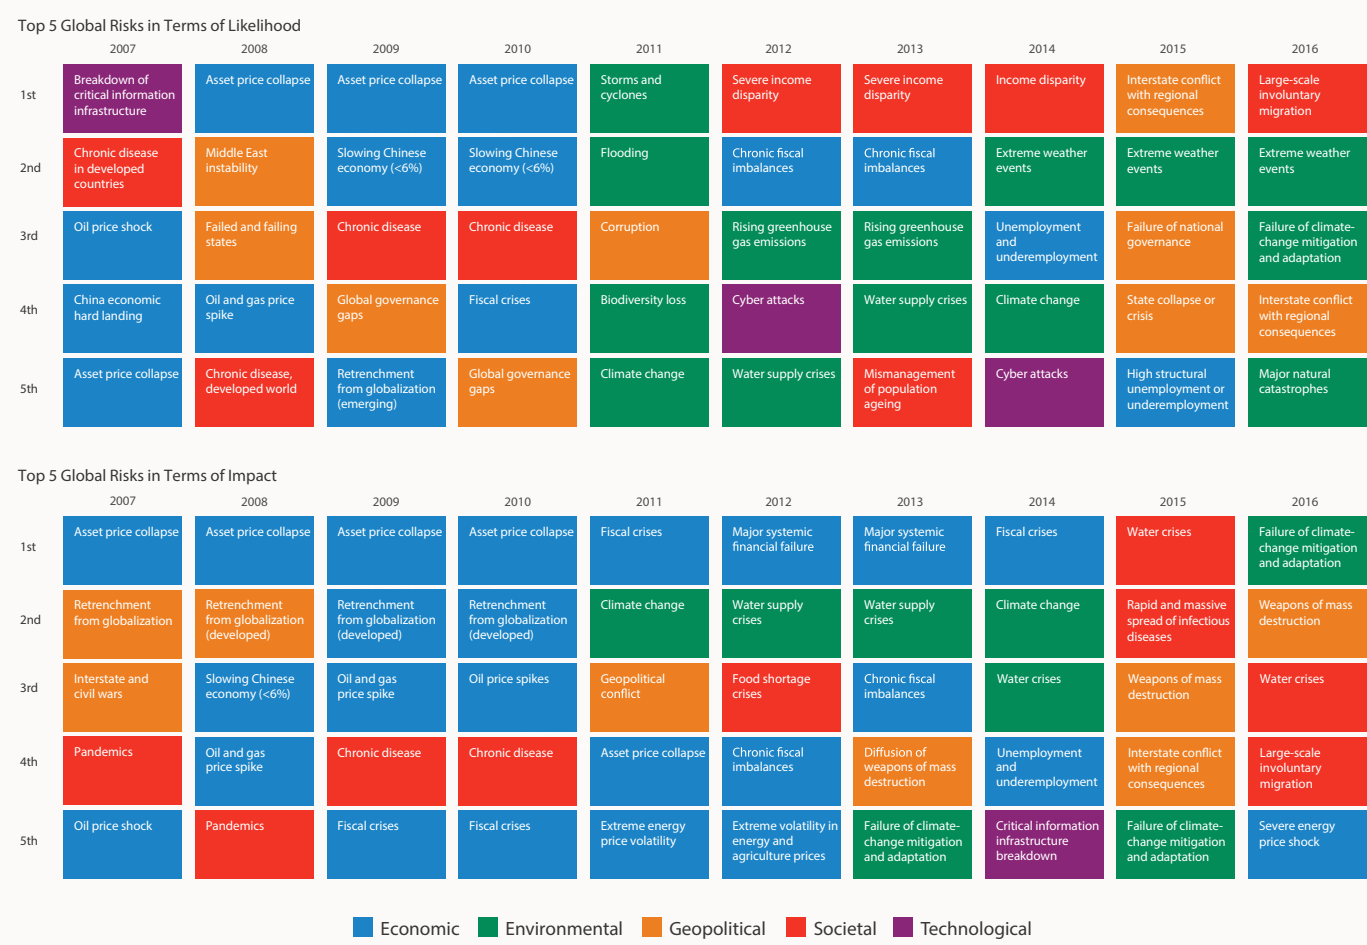 Top 5 Global Risks in Terms of Likelihood
2007 2008 2009 2010 2011 2012 2013 2014 2015 2016
1st
Breakdown of
critical information
infrastructure
Asset price collapse
Asset price collapse
Asset price collapse
Storms and
cyclones
Severe income
disparity
Severe income
disparity
Income disparity
Interstate conflict
with regional
consequences
Large-scale
involuntary
migration
2nd
Chronic disease
in developed
countries
Middle East
instability
Slowing Chinese
economy (<6%)
Slowing Chinese
economy (<6%)
Flooding
Chronic fiscal
imbalances
Chronic fiscal
imbalances
Extreme weather
events
Extreme weather
events
Extreme weather
events
3rd
Oil price shock
Failed and failing
states
Chronic disease
Chronic disease
Corruption
Rising greenhouse
gas emissions
Rising greenhouse
gas emissions
Unemployment
and
underemployment
Failure of national
governance
Failure of climate-
change mitigation
and adaptation
4th
China economic
hard landing
Oil and gas price
spike
Global governance
gaps
Fiscal crises
Biodiversity loss
Cyber attacks
Water supply crises
Climate change
State collapse or
crisis
Interstate conflict
with regional
consequences
5th
Asset price collapse
Chronic disease,
developed world
Retrenchment
from globalization
(emerging)
Global governance
gaps
Climate change
Water supply crises
Mismanagement
of population
ageing
Cyber attacks
High structural
unemployment or
underemployment
Major natural
catastrophes
Top 5 Global Risks in Terms of Impact
2007 2008 2009 2010 2011 2012 2013 2014 2015 2016
1st
Asset price collapse
Asset price collapse
Asset price collapse
Asset price collapse
Fiscal crises
Major systemic
financial failure
Major systemic
financial failure
Fiscal crises
Water crises
Failure of climate-
change mitigation
and adaptation
2nd
Retrenchment
from globalization
Retrenchment
from globalization
(developed)
Retrenchment
from globalization
(developed)
Retrenchment
from globalization
(developed)
Climate change
Water supply
crises
Water supply
crises
Climate change
Rapid and massive
spread of infectious
diseases
Weapons of mass
destruction
3rd
Interstate and
civil wars
Slowing Chinese
economy (<6%)
Oil and gas
price spike
Oil price spikes
Geopolitical
conflict
Food shortage
crises
Chronic fiscal
imbalances
Water crises
Weapons of mass
destruction
Water crises
4th
Pandemics
Oil and gas
price spike
Chronic disease
Chronic disease
Asset price collapse
Chronic fiscal
imbalances
Diffusion of
weapons of mass
destruction
Unemployment
and
underemployment
Interstate conflict
with regional
consequences
Large-scale
involuntary
migration
5th
Oil price shock
Pandemics
Fiscal crises
Fiscal crises
Extreme energy
price volatility
Extreme volatility in
energy and
agriculture prices
Failure of climate-
change mitigation
and adaptation
Critical information
infrastructure
breakdown
Failure of climate-
change mitigation
and adaptation
Severe energy
price shock
Economic Environmental Geopolitical Societal Technological